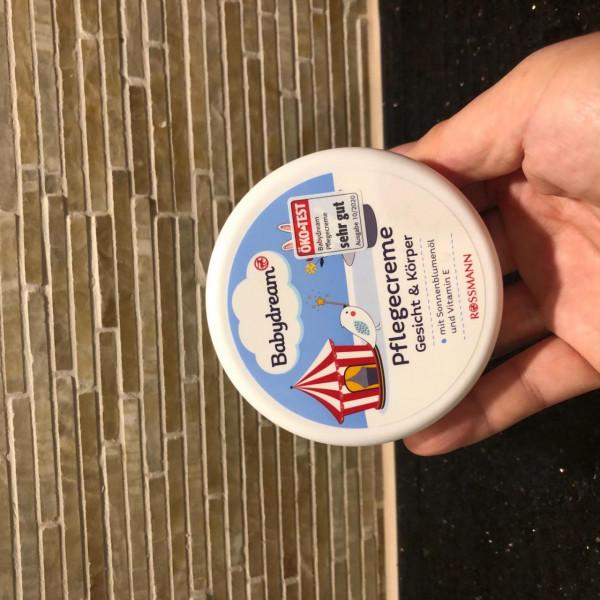 Babydream
ÖKO-TEST
Babydream
Pflegecreme
sehr gut
Ausgabe 10/2020
Pflegecreme
Gesicht & Körper
• mit Sonnenblumenöl
und Vitamin E
ROSSMANN